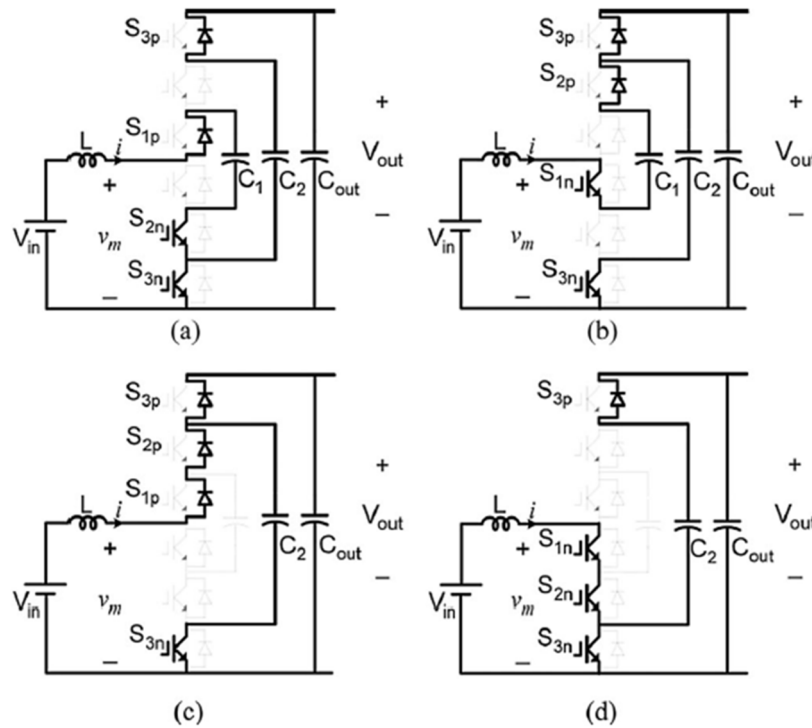 S3p
S1p
L
i
+
C1
C2
Cout
+
Vout
−
S2n
Vin
vm
S3n
−
(a)
S3p
S2p
L
i
+
S1n
C1
C2
Cout
+
Vout
−
Vin
vm
S3n
−
(b)
S3p
S2p
S1p
L
i
+
C2
Cout
+
Vout
−
Vin
vm
S3n
−
(c)
S3p
L
i
+
S1n
C2
Cout
+
Vout
−
S2n
Vin
vm
S3n
−
(d)